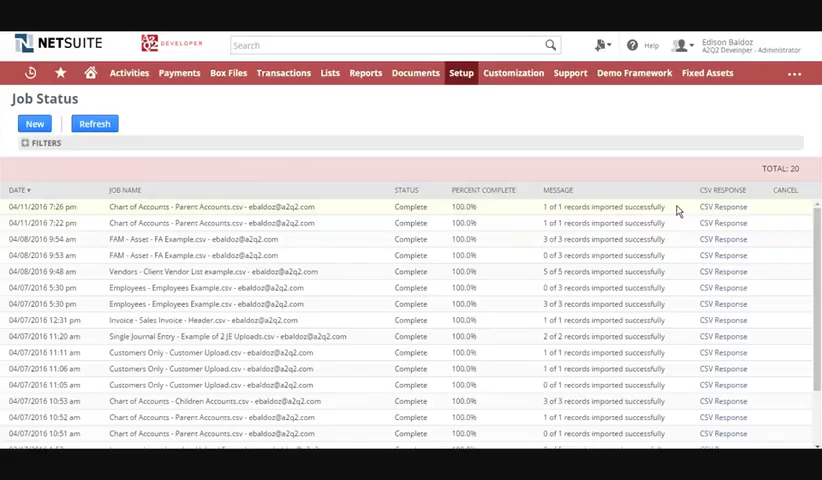 NETSUITE
A2Q2 DEVELOPER
Search
Help
Edison Baldoz
A2Q2 Developer - Administrator
Activities Payments Box Files Transactions Lists Reports Documents Setup Customization Support Demo Framework Fixed Assets
Job Status
New Refresh
FILTERS
TOTAL: 20
DATE JOB NAME STATUS PERCENT COMPLETE MESSAGE CSV RESPONSE CANCEL
04/11/2016 7:26 pm Chart of Accounts - Parent Accounts.csv - ebaldoz@a2q2.com Complete 100.0% 1 of 1 records imported successfully CSV Response
04/11/2016 7:22 pm Chart of Accounts - Parent Accounts.csv - ebaldoz@a2q2.com Complete 100.0% 1 of 1 records imported successfully CSV Response
04/08/2016 9:54 am FAM - Asset - FA Example.csv - ebaldoz@a2q2.com Complete 100.0% 3 of 3 records imported successfully CSV Response
04/08/2016 9:53 am FAM - Asset - FA Example.csv - ebaldoz@a2q2.com Complete 100.0% 0 of 3 records imported successfully CSV Response
04/08/2016 9:48 am Vendors - Client Vendor List example.csv - ebaldoz@a2q2.com Complete 100.0% 5 of 5 records imported successfully CSV Response
04/07/2016 5:30 pm Employees - Employees Example.csv - ebaldoz@a2q2.com Complete 100.0% 0 of 3 records imported successfully CSV Response
04/07/2016 5:30 pm Employees - Employees Example.csv - ebaldoz@a2q2.com Complete 100.0% 3 of 3 records imported successfully CSV Response
04/07/2016 12:31 pm Invoice - Sales Invoice - Header.csv - ebaldoz@a2q2.com Complete 100.0% 1 of 1 records imported successfully CSV Response
04/07/2016 11:20 am Single Journal Entry - Example of 2 JE Uploads.csv - ebaldoz@a2q2.com Complete 100.0% 2 of 2 records imported successfully CSV Response
04/07/2016 11:11 am Customers Only - Customer Upload.csv - ebaldoz@a2q2.com Complete 100.0% 1 of 1 records imported successfully CSV Response
04/07/2016 11:06 am Customers Only - Customer Upload.csv - ebaldoz@a2q2.com Complete 100.0% 1 of 1 records imported successfully CSV Response
04/07/2016 11:05 am Customers Only - Customer Upload.csv - ebaldoz@a2q2.com Complete 100.0% 0 of 1 records imported successfully CSV Response
04/07/2016 10:53 am Chart of Accounts - Children Accounts.csv - ebaldoz@a2q2.com Complete 100.0% 3 of 3 records imported successfully CSV Response
04/07/2016 10:52 am Chart of Accounts - Parent Accounts.csv - ebaldoz@a2q2.com Complete 100.0% 1 of 1 records imported successfully CSV Response
04/07/2016 10:51 am Chart of Accounts - Parent Accounts.csv - ebaldoz@a2q2.com Complete 100.0% 0 of 1 records imported successfully CSV Response